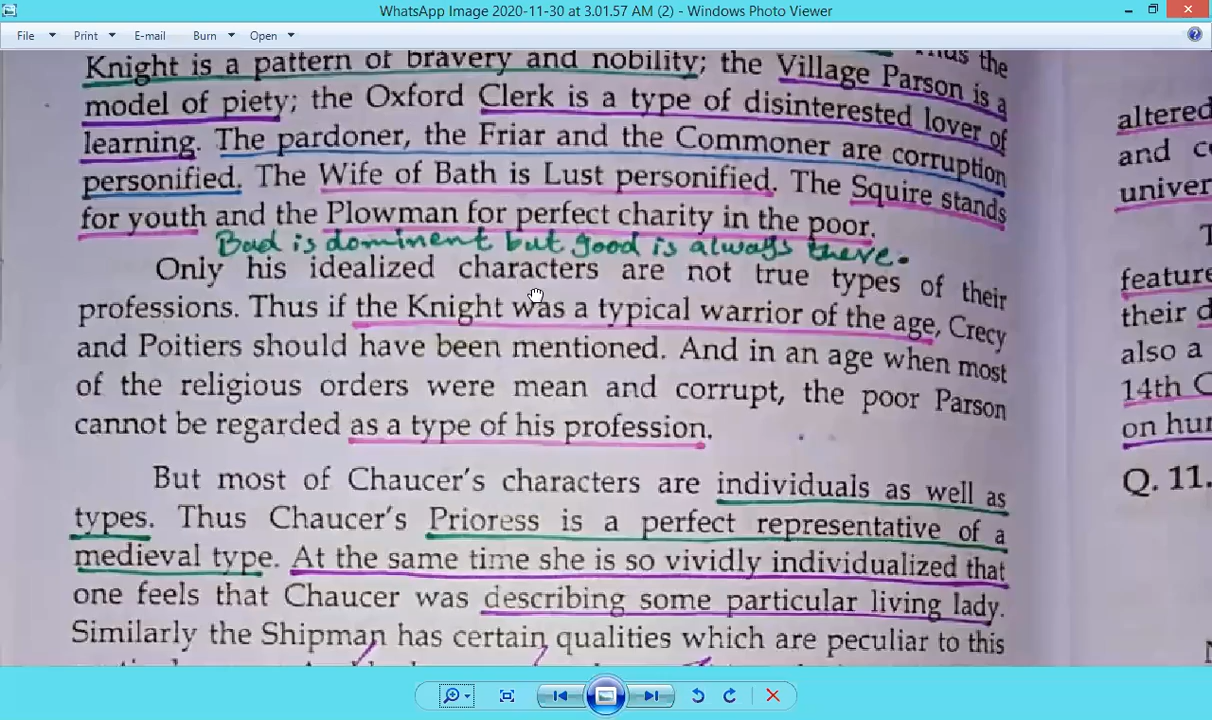 WhatsApp Image 2020-11-30 at 3.01.57 AM (2) - Windows Photo Viewer
File Print E-mail Burn Open
the
Knight is a pattern of bravery and nobility; the Village Parson is a
model of piety; the Oxford Clerk is a type of disinterested lover of
learning. The pardoner, the Friar and the Commoner are corruption
personified. The Wife of Bath is Lust personified. The Squire stands
for youth and the Plowman for perfect charity in the poor.
Bad is dominent but good is always there.
Only his idealized characters are not true types of their
professions. Thus if the Knight was a typical warrior of the age, Crecy
and Poitiers should have been mentioned. And in an age when most
of the religious orders were mean and corrupt, the poor Parson
cannot be regarded as a type of his profession.
But most of Chaucer's characters are individuals as well as
types. Thus Chaucer's Prioress is a perfect representative of a
medieval type. At the same time she is so vividly individualized that
one feels that Chaucer was describing some particular living lady.
Similarly the Shipman has certain qualities which are peculiar to this
altered
and
univer
feature
their
also a
14th
on
Q. 11.